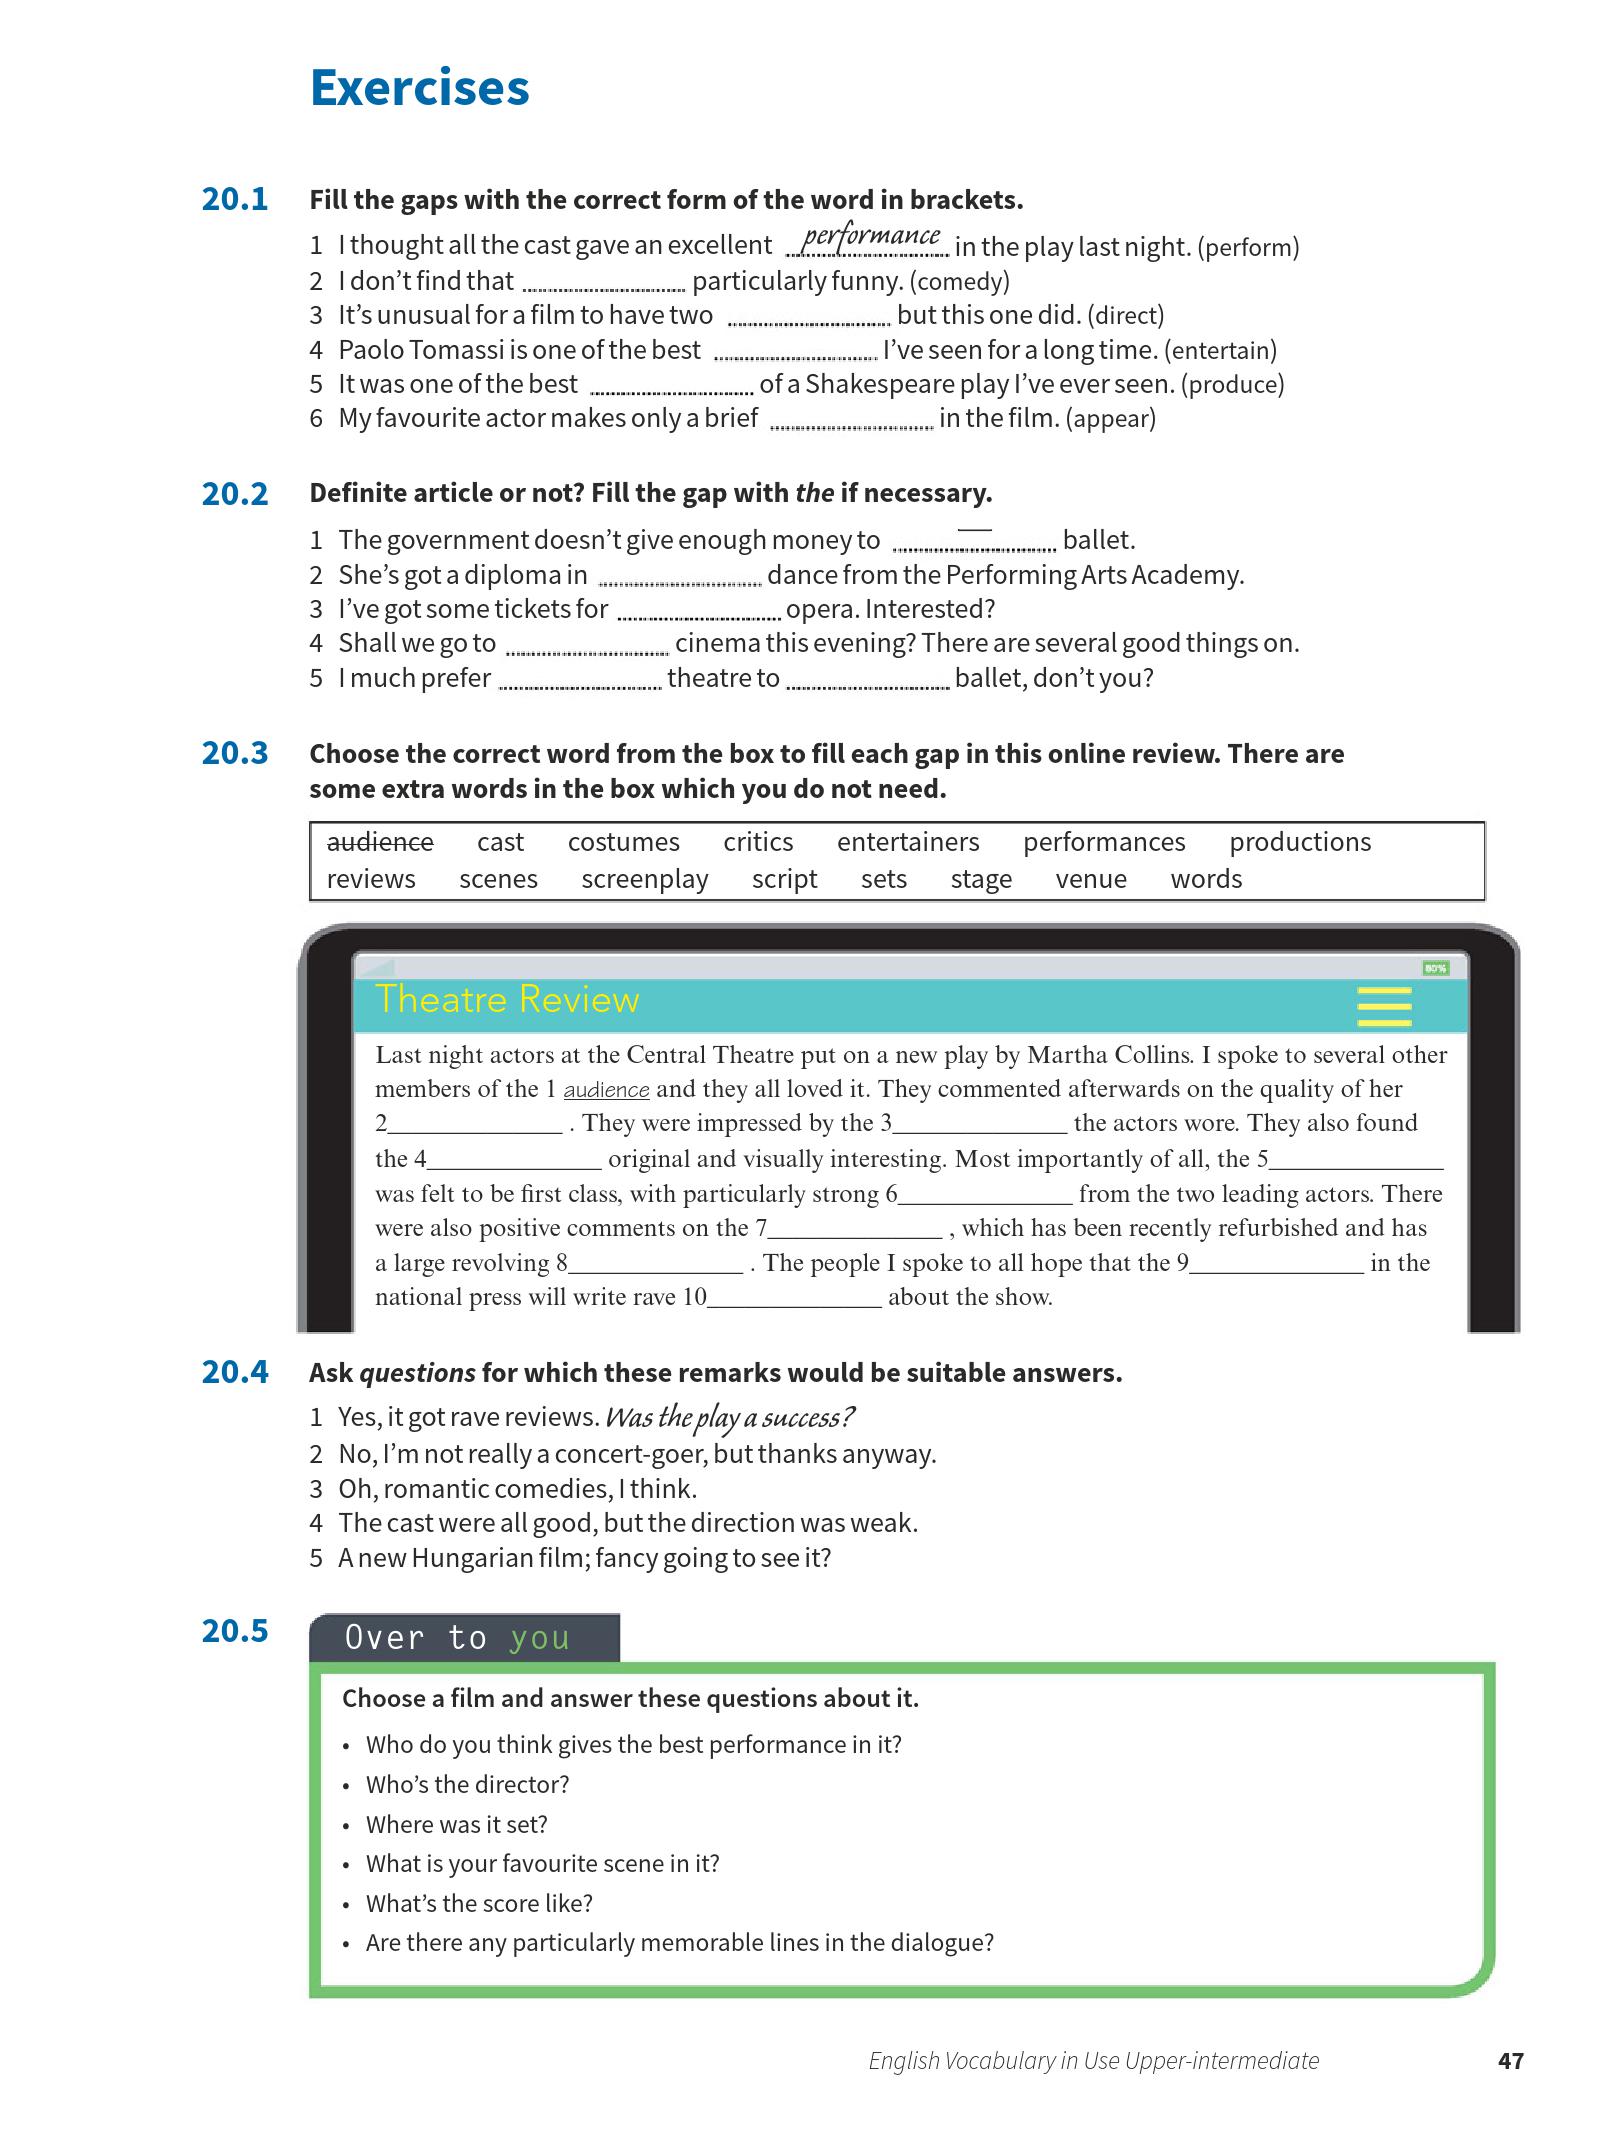 Exercises
20.1 Fill the gaps with the correct form of the word in brackets.
1 I thought all the cast gave an excellent performance in the play last night. (perform)
2 I don't find that .................... particularly funny. (comedy)
3 It's unusual for a film to have two .................... but this one did. (direct)
4 Paolo Tomassi is one of the best .................... I've seen for a long time. (entertain)
5 It was one of the best .................... of a Shakespeare play I've ever seen. (produce)
6 My favourite actor makes only a brief .................... in the film. (appear)
20.2 Definite article or not? Fill the gap with the if necessary.
1 The government doesn't give enough money to ........—........ ballet.
2 She's got a diploma in .................... dance from the Performing Arts Academy.
3 I've got some tickets for .................... opera. Interested?
4 Shall we go to .................... cinema this evening? There are several good things on.
5 I much prefer .................... theatre to .................... ballet, don't you?
20.3 Choose the correct word from the box to fill each gap in this online review. There are
some extra words in the box which you do not need.
audience cast costumes critics entertainers performances productions
reviews scenes screenplay script sets stage venue words
80%
Theatre Review
Last night actors at the Central Theatre put on a new play by Martha Collins. I spoke to several other
members of the 1 audience and they all loved it. They commented afterwards on the quality of her
2______________ . They were impressed by the 3______________ the actors wore. They also found
the 4______________ original and visually interesting. Most importantly of all, the 5______________
was felt to be first class, with particularly strong 6______________ from the two leading actors. There
were also positive comments on the 7______________ , which has been recently refurbished and has
a large revolving 8______________ . The people I spoke to all hope that the 9______________ in the
national press will write rave 10______________ about the show.
20.4 Ask questions for which these remarks would be suitable answers.
1 Yes, it got rave reviews. Was the play a success?
2 No, I'm not really a concert-goer, but thanks anyway.
3 Oh, romantic comedies, I think.
4 The cast were all good, but the direction was weak.
5 A new Hungarian film; fancy going to see it?
20.5 Over to you
Choose a film and answer these questions about it.
• Who do you think gives the best performance in it?
• Who's the director?
• Where was it set?
• What is your favourite scene in it?
• What's the score like?
• Are there any particularly memorable lines in the dialogue?
English Vocabulary in Use Upper-intermediate 47